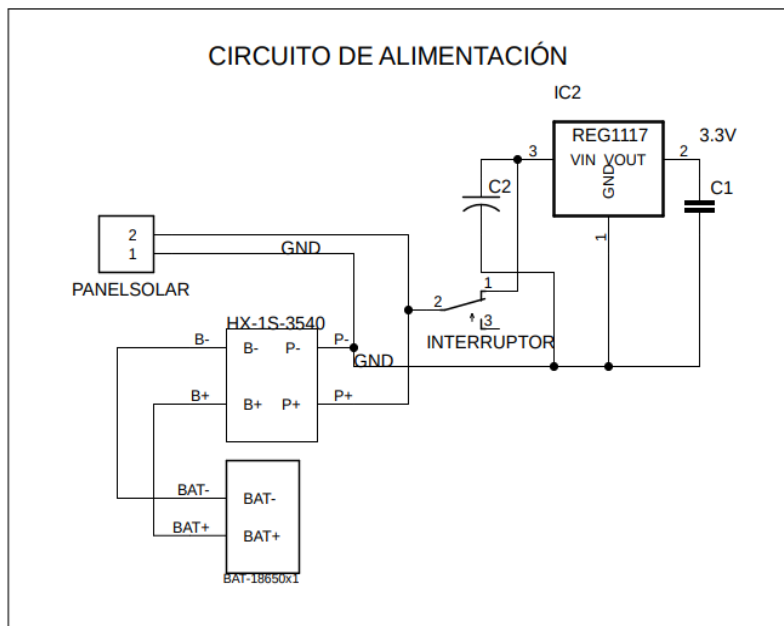 CIRCUITO DE ALIMENTACIÓN
IC2
REG1117
3.3V
3
VIN VOUT
2
GND
C2
C1
1
2
1
GND
PANELSOLAR
1
2
3
INTERRUPTOR
HX-1S-3540
B-
B-
P-
P-
GND
B+
B+
P+
P+
BAT-
BAT-
BAT+
BAT+
BAT-18650x1